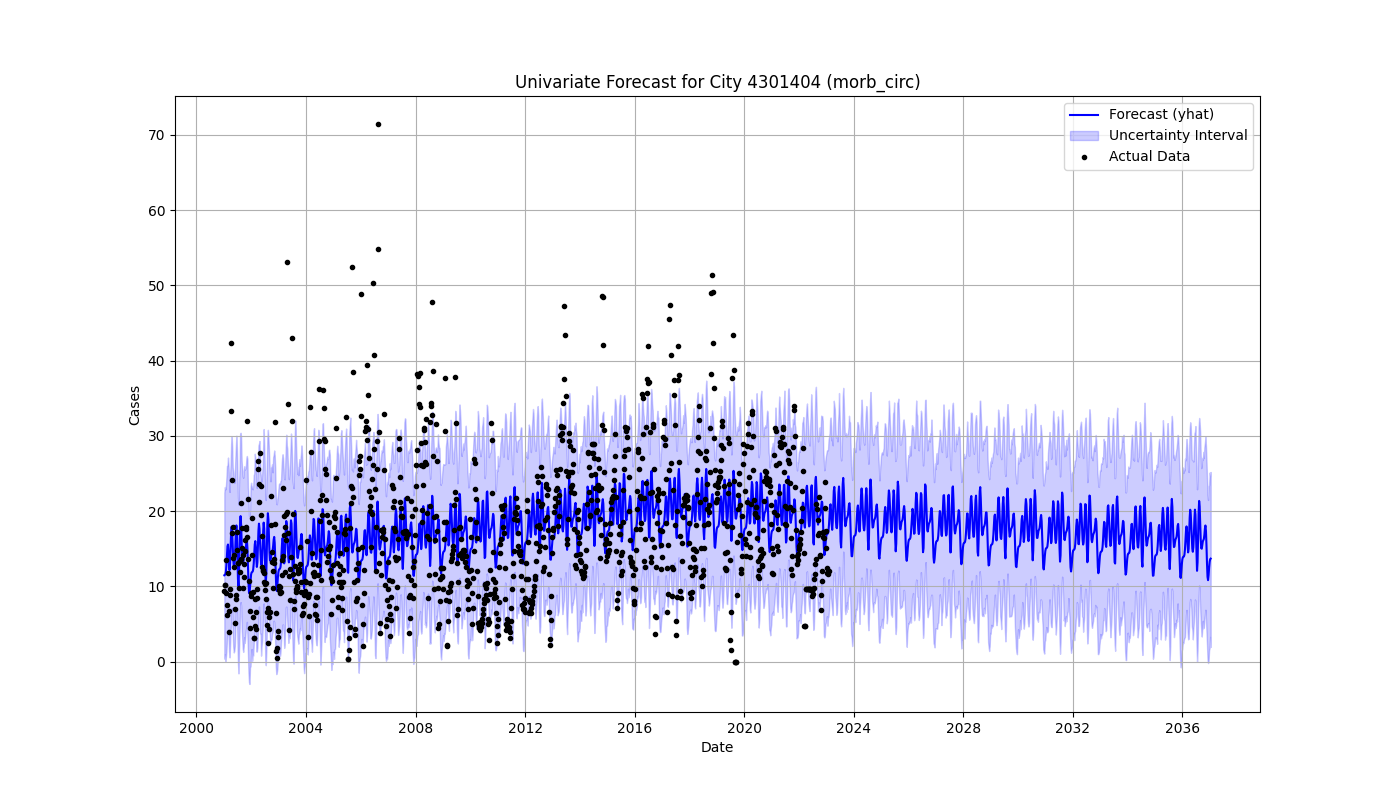 Univariate Forecast for City 4301404 (morb_circ)
Forecast (yhat)
Uncertainty Interval
Actual Data
70
60
50
40
30
20
10
0
Cases
2000 2004 2008 2012 2016 2020 2024 2028 2032 2036
Date